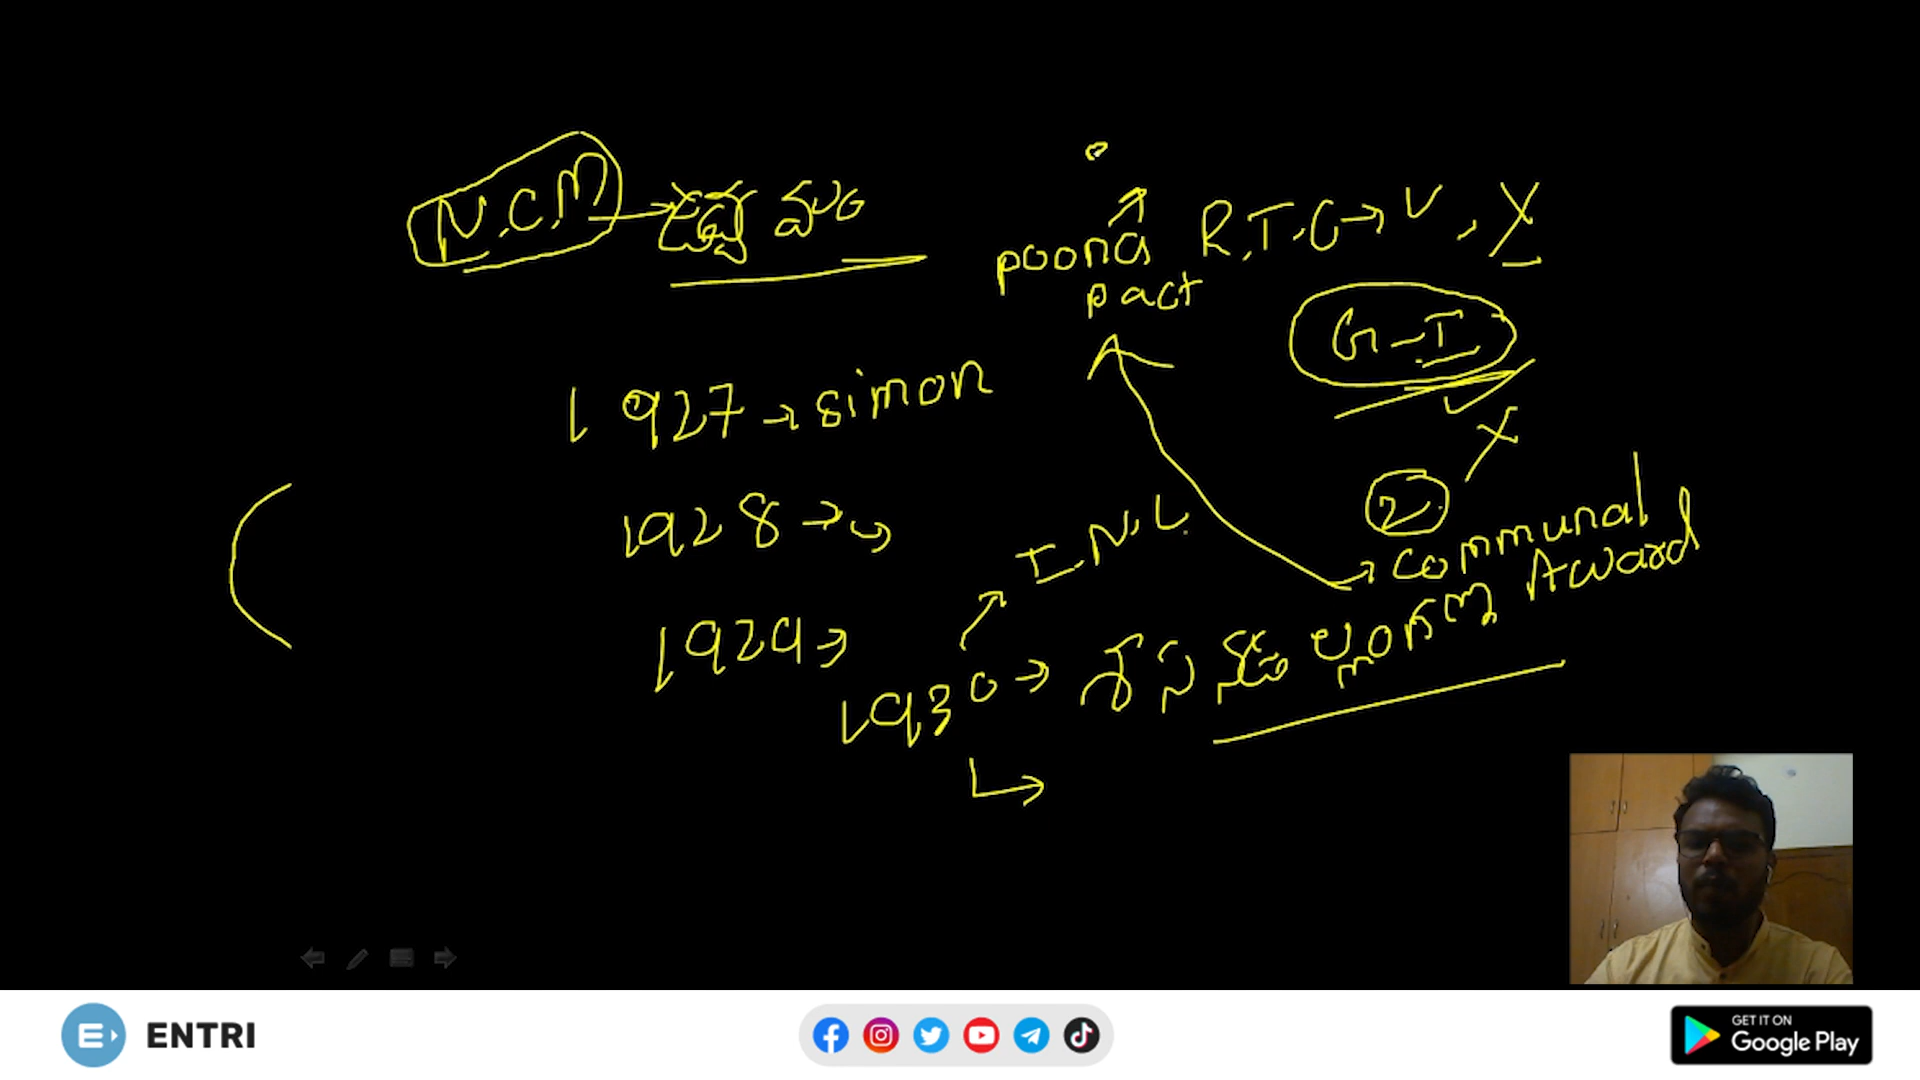 N.C.M →
poona R.T.C → ✓, X
pact
G-I
1927 → simon
X
1928 →
2
I.N.C
→ communal
Award
1929 →
1930 →
ENTRI
GET IT ON
Google Play